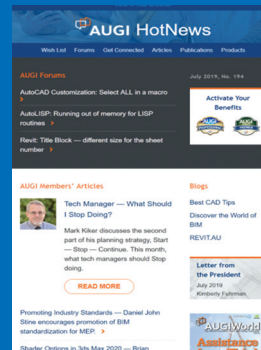 AUGI HotNews
Wish List Forums Get Connected Articles Publications Products
AUGI Forums
July 2019, No. 194
AutoCAD Customization: Select ALL in a macro
>
AutoLISP: Running out of memory for LISP
routines >
Revit: Title Block — different size for the sheet
number >
Activate Your
Benefits
AUGI Members' Articles
Tech Manager — What Should
I Stop Doing?
Mark Kiker discusses the second
part of his planning strategy, Start
— Stop — Continue. This month,
what tech managers should Stop
doing.
READ MORE
Promoting Industry Standards — Daniel John
Stine encourages promotion of BIM
standardization for MEP. >
Shader Options in 3ds Max 2020 — Brian
Blogs
Best CAD Tips
Discover the World of
BIM
REVIT.AU
Letter from
the President
July 2019
Kimberly Fuhrman
AUGIWorld
Assistance